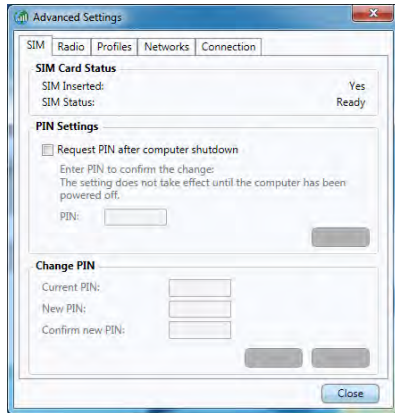 Advanced Settings
SIM Radio Profiles Networks Connection
SIM Card Status
SIM Inserted: Yes
SIM Status: Ready
PIN Settings
Request PIN after computer shutdown
Enter PIN to confirm the change:
The setting does not take effect until the computer has been
powered off.
PIN:
Change PIN
Current PIN:
New PIN:
Confirm new PIN:
Close